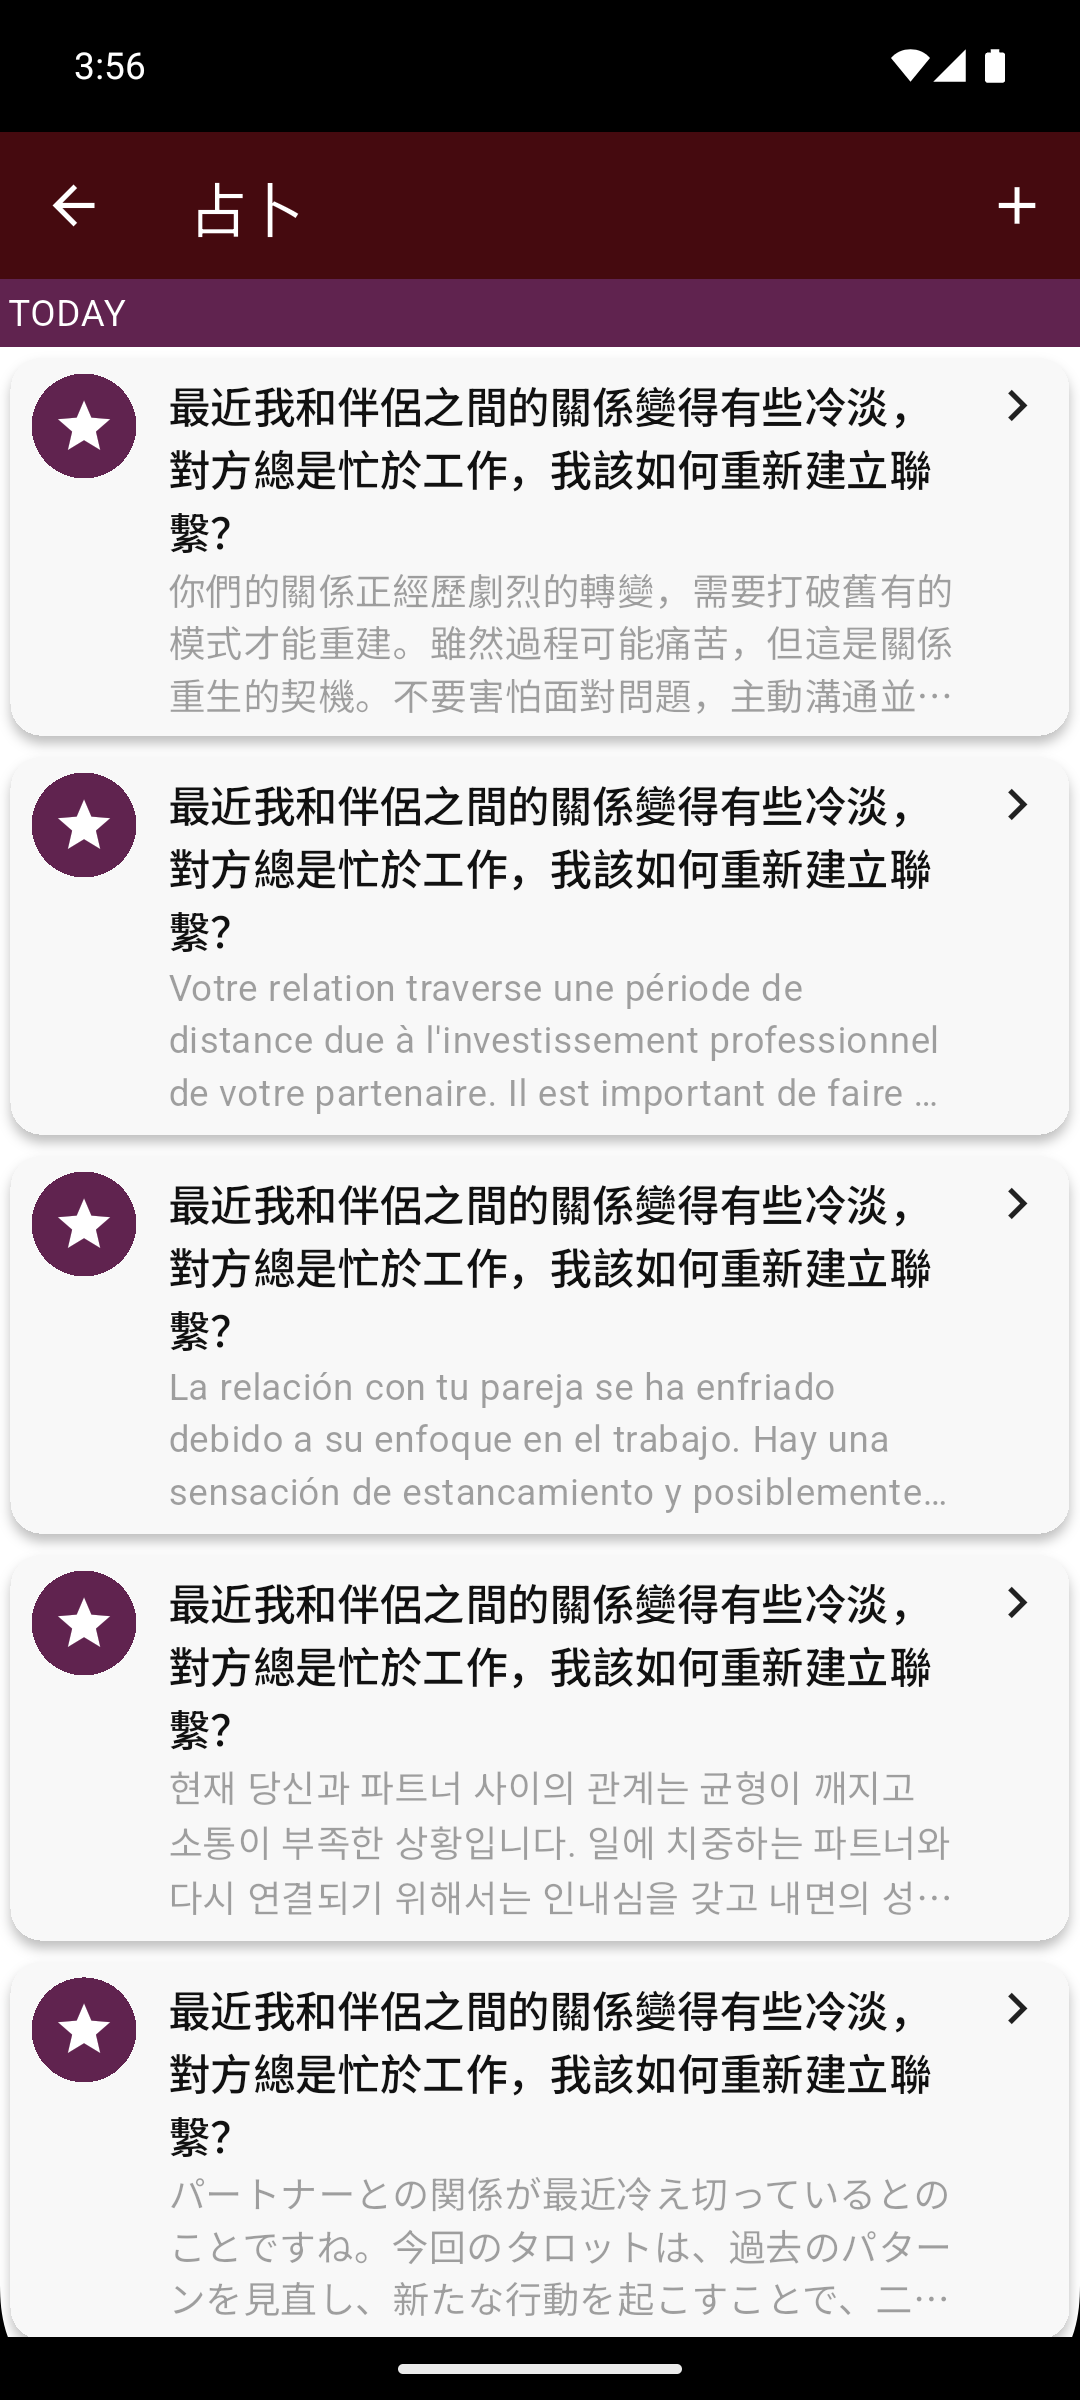 3:56
占卜
TODAY
最近我和伴侶之間的關係變得有些冷淡，
對方總是忙於工作，我該如何重新建立聯
繫？
你們的關係正經歷劇烈的轉變，需要打破舊有的
模式才能重建。雖然過程可能痛苦，但這是關係
重生的契機。不要害怕面對問題，主動溝通並…
最近我和伴侶之間的關係變得有些冷淡，
對方總是忙於工作，我該如何重新建立聯
繫？
Votre relation traverse une période de
distance due à l'investissement professionnel
de votre partenaire. Il est important de faire …
最近我和伴侶之間的關係變得有些冷淡，
對方總是忙於工作，我該如何重新建立聯
繫？
La relación con tu pareja se ha enfriado
debido a su enfoque en el trabajo. Hay una
sensación de estancamiento y posiblemente…
最近我和伴侶之間的關係變得有些冷淡，
對方總是忙於工作，我該如何重新建立聯
繫？
현재 당신과 파트너 사이의 관계는 균형이 깨지고
소통이 부족한 상황입니다. 일에 치중하는 파트너와
다시 연결되기 위해서는 인내심을 갖고 내면의 성…
最近我和伴侶之間的關係變得有些冷淡，
對方總是忙於工作，我該如何重新建立聯
繫？
パートナーとの関係が最近冷え切っているとの
ことですね。今回のタロットは、過去のパター
ンを見直し、新たな行動を起こすことで、二…